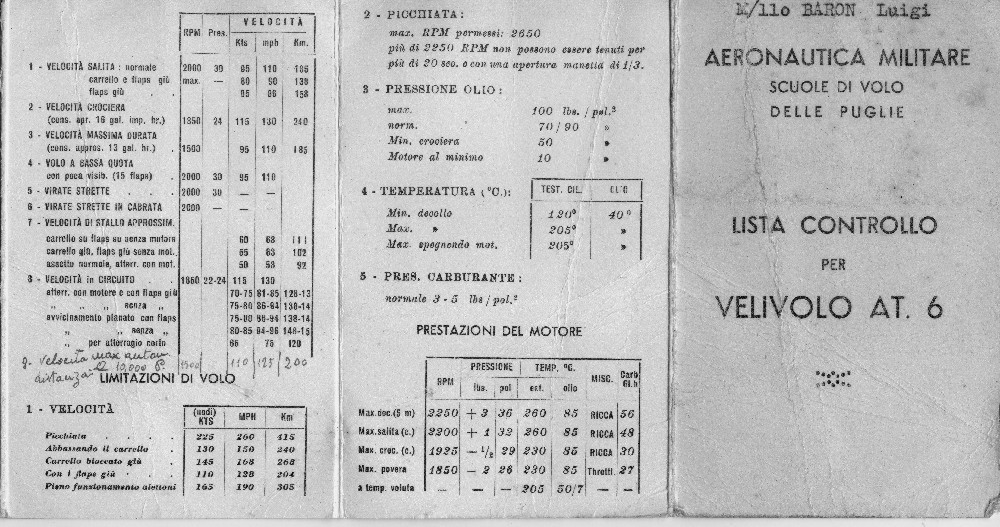 RPM Pres. VELOCITÀ
Kts mph Km.
1 - VELOCITÀ SALITA : normale 2000 30 95 110
carrello e flaps giù max. — 80 90
flaps giù . . 95 96 158
2 - VELOCITÀ CROCIERA
(cons. apr. 16 gal. imp. hr.) 1850 24 115 130 240
3 - VELOCITÀ MASSIMA DURATA
(cons. appros. 13 gal. hr.) . 1500 95 110 185
4 - VOLO A BASSA QUOTA
con poca visib. (15 flaps) . 2000 30 95 110
5 - VIRATE STRETTE . . . 2000 30 — —
6 - VIRATE STRETTE IN CABRATA 2000 — — —
7 - VELOCITÀ DI STALLO APPROSSIM.
carrello su flaps su senza motore 60 68 111
carrello giù, flaps giù senza mot. 55 63 102
assetto normale, atterr. con mot. 50 58 92
8 - VELOCITÀ in CIRCUITO . . 1850 22-24 115 130
atterr. con motore e con flaps giù 70-75 81-85 128-13
„ „ „ senza „ 75-80 86-94 138-14
avvicinamento planato con flaps 75-80 86-94 138-14
„ „ senza „ 80-85 94-96 148-15
„ per atterragio corto 65 75 120
9. Velocità max auton
distanza 10,000 P. 1500 110 125 200
LIMITAZIONI DI VOLO
1 - VELOCITÀ (nodi) KTS MPH Km
Picchiata . . . . 225 260 415
Abbassando il carrello . 130 150 240
Carrello bloccato giù . 145 168 268
Con i flaps giù . . 110 128 204
Pieno funzionamento alettoni 165 190 305
2 - PICCHIATA :
max. RPM permessi: 2650
più di 2250 RPM non possono essere tenuti per
più di 20 sec. o con una apertura manetta di 1/3.
3 - PRESSIONE OLIO :
max. 100 lbs. / pol.²
norm. 70 / 90 »
Min. crociera 50 »
Motore al minimo 10 »
4 - TEMPERATURA (°C.): TEST. CIL. OLIO
Min. decollo 120° 40°
Max. » 205° »
Max. spegnendo mot. 205° »
5 - PRES. CARBURANTE :
normale 3 - 5 lbs / pol.²
PRESTAZIONI DEL MOTORE
RPM PRESSIONE TEMP. °C. MISC. Carb Gl.h
lbs. pol est. olio
Max. dec. (5 m) 2250 + 3 36 260 85 RICCA 56
Max. salita (c.) 2200 + 1 32 260 85 RICCA 48
Max. croc. (c.) 1925 — 1/2 29 230 85 RICCA 30
Max. povera 1850 — 2 26 230 85 Throttl. 27
a temp. voluta — — — 205 50/7 — —
M/llo BARON Luigi
AERONAUTICA MILITARE
SCUOLE DI VOLO
DELLE PUGLIE
LISTA CONTROLLO
PER
VELIVOLO AT. 6